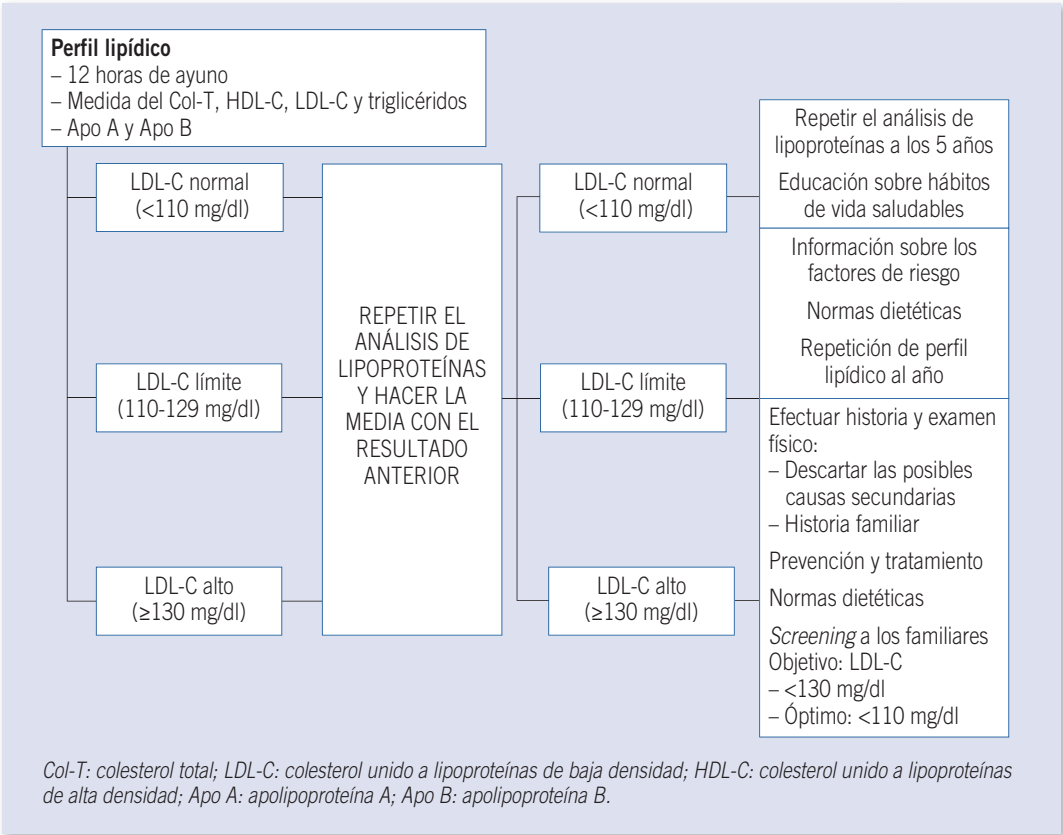 Perfil lipídico
– 12 horas de ayuno
– Medida del Col-T, HDL-C, LDL-C y triglicéridos
– Apo A y Apo B
LDL-C normal
(<110 mg/dl)
LDL-C límite
(110-129 mg/dl)
LDL-C alto
(≥130 mg/dl)
REPETIR EL
ANÁLISIS DE
LIPOPROTEÍNAS
Y HACER LA
MEDIA CON EL
RESULTADO
ANTERIOR
LDL-C normal
(<110 mg/dl)
LDL-C límite
(110-129 mg/dl)
LDL-C alto
(≥130 mg/dl)
Repetir el análisis de
lipoproteínas a los 5 años
Educación sobre hábitos
de vida saludables
Información sobre los
factores de riesgo
Normas dietéticas
Repetición de perfil
lipídico al año
Efectuar historia y examen
físico:
– Descartar las posibles
causas secundarias
– Historia familiar
Prevención y tratamiento
Normas dietéticas
Screening a los familiares
Objetivo: LDL-C
– <130 mg/dl
– Óptimo: <110 mg/dl
Col-T: colesterol total; LDL-C: colesterol unido a lipoproteínas de baja densidad; HDL-C: colesterol unido a lipoproteínas
de alta densidad; Apo A: apolipoproteína A; Apo B: apolipoproteína B.